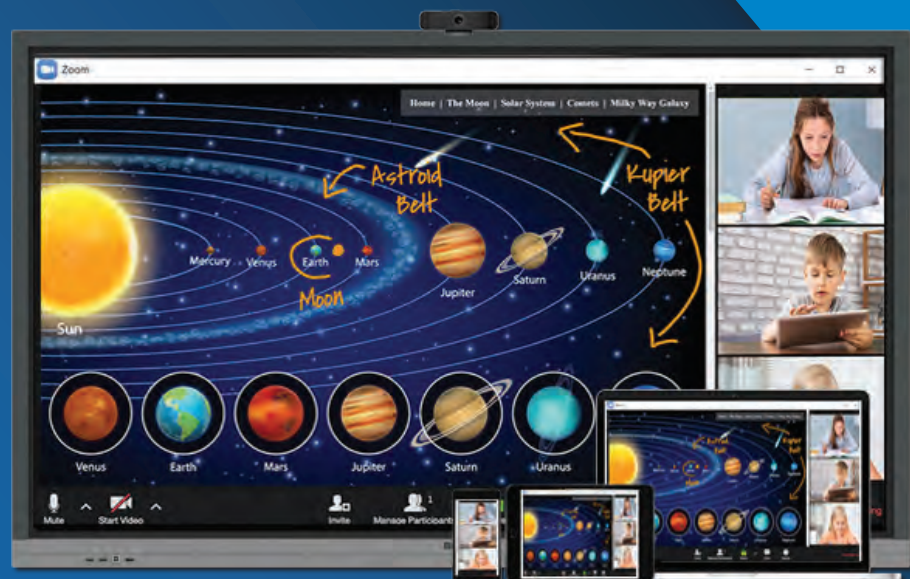 Zoom
Home | The Moon | Solar System | Comets | Milky Way Galaxy
Astroid
Belt
Kupier
Belt
Mercury
Venus
Earth
Mars
Jupiter
Saturn
Uranus
Neptune
Moon
Sun
Venus
Earth
Mars
Jupiter
Saturn
Uranus
Mute
Start Video
Invite
1
Manage Participants